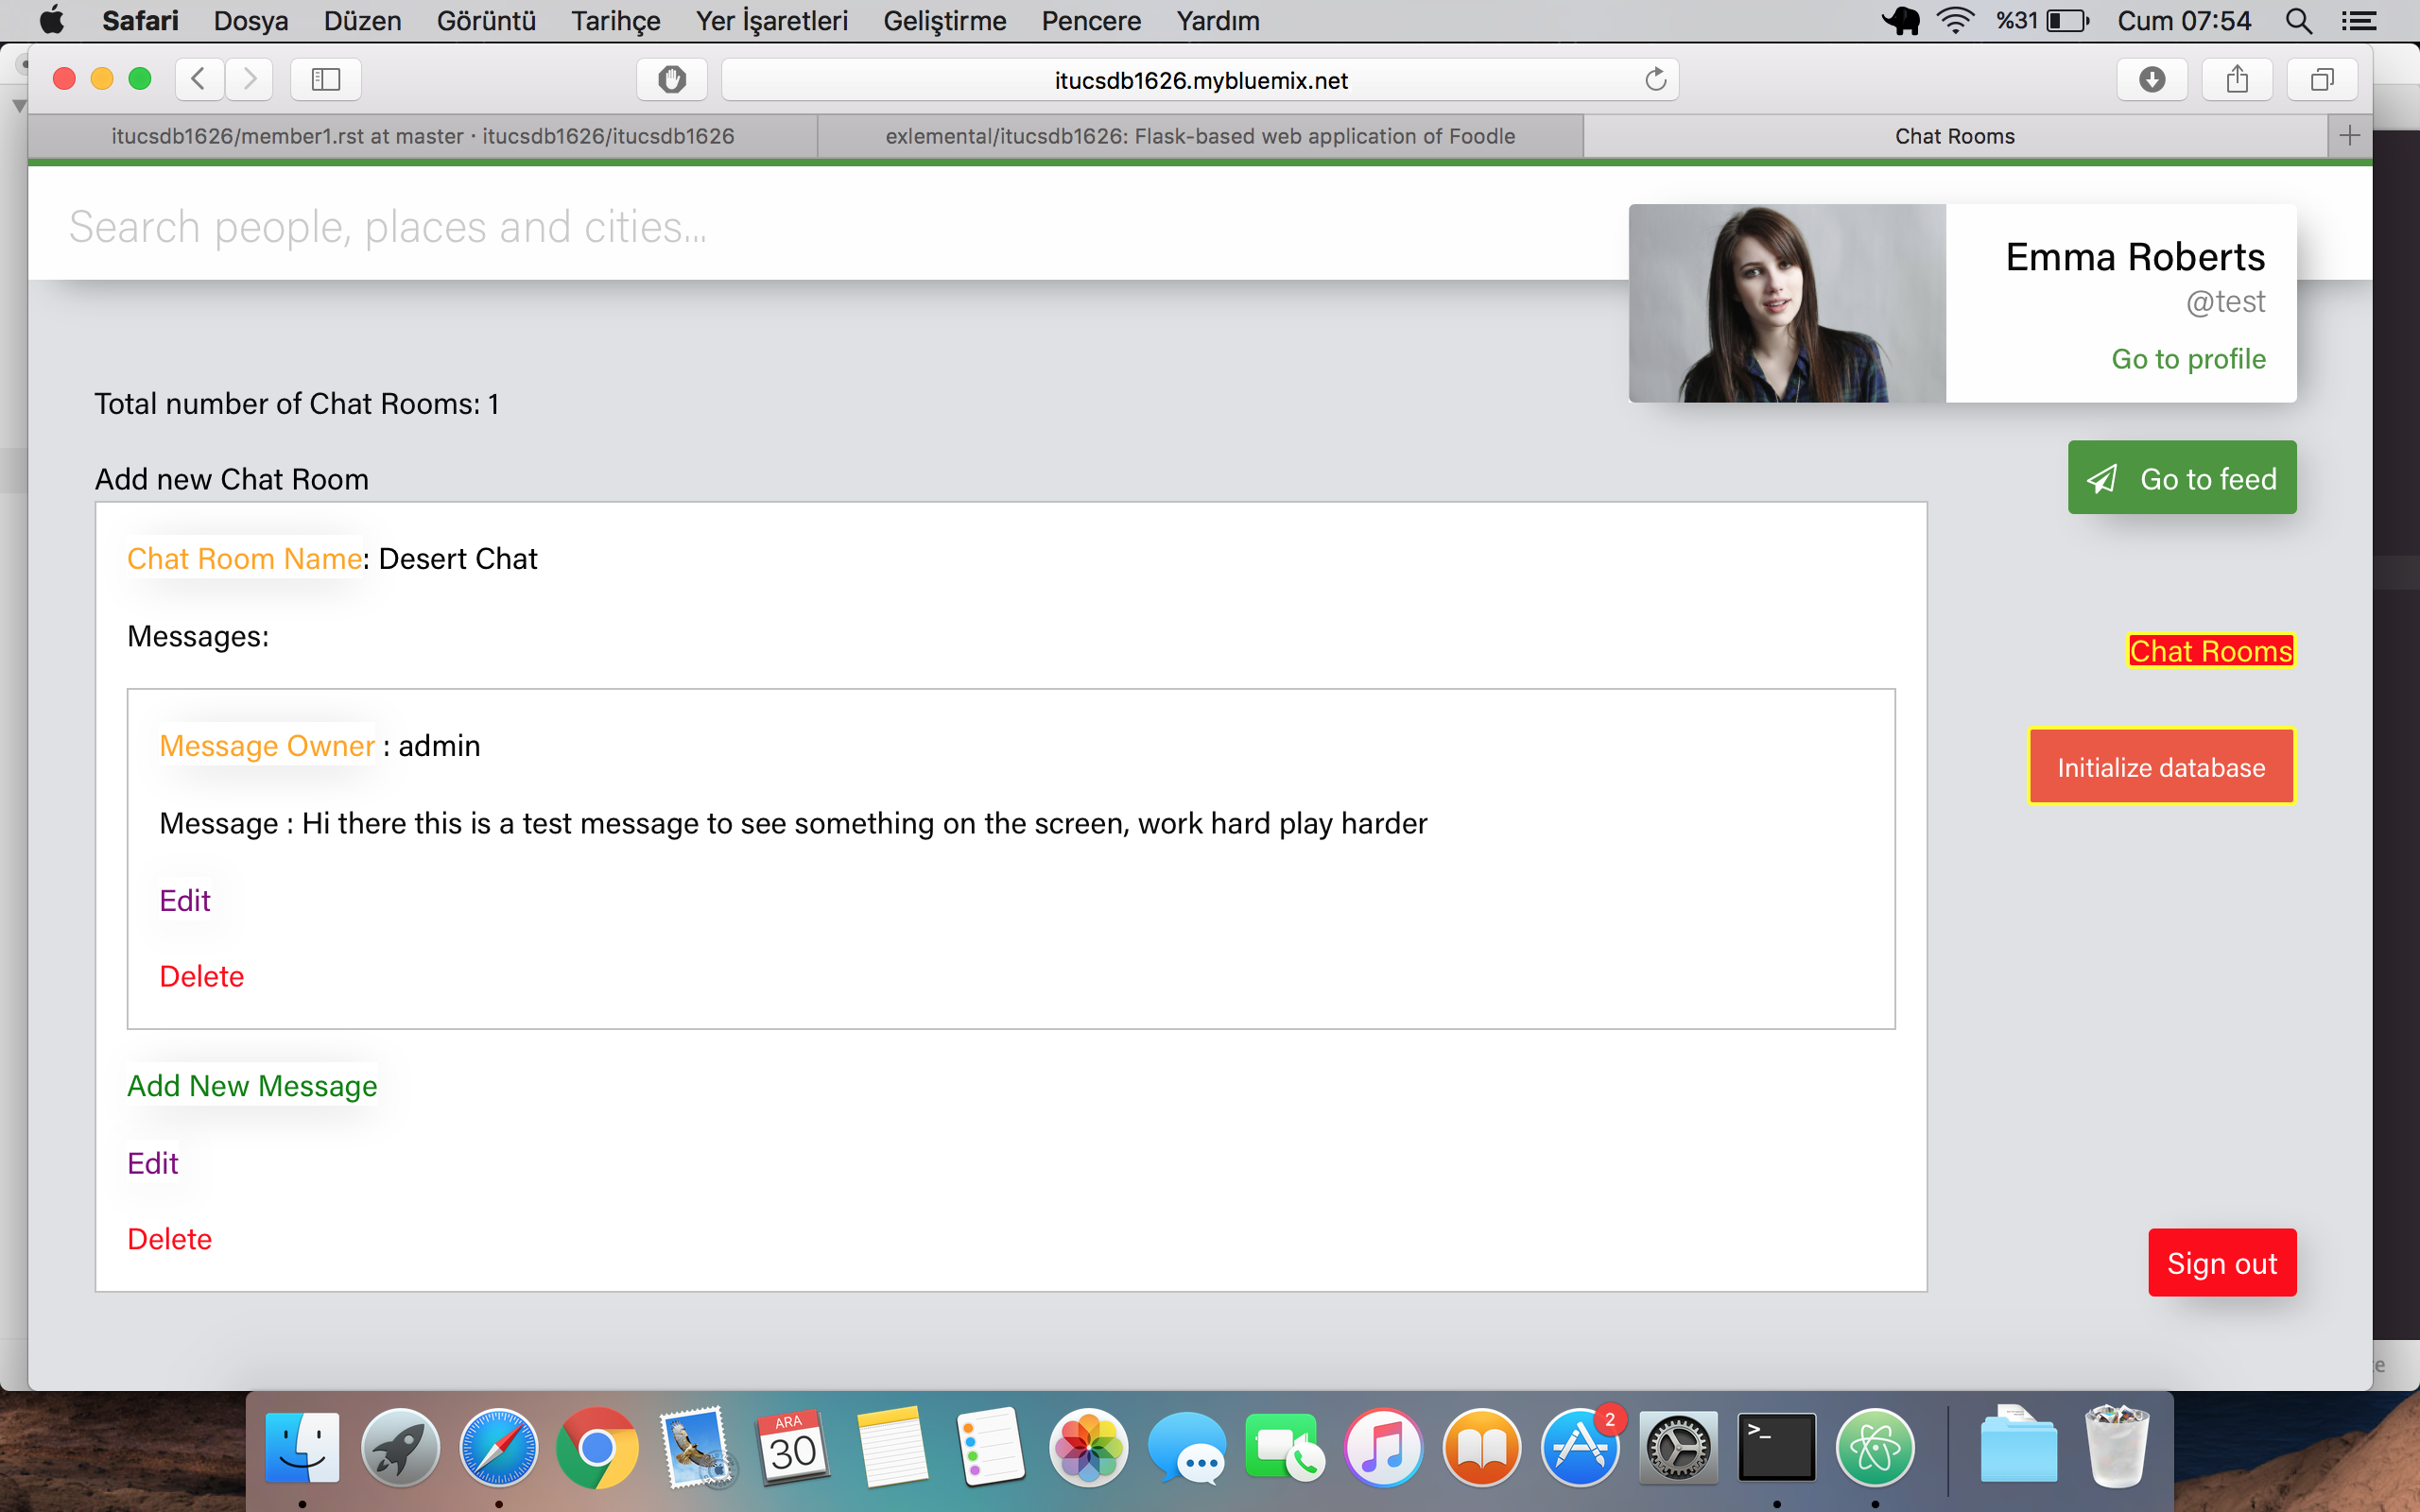 Safari Dosya Düzen Görüntü Tarihçe Yer İşaretleri Geliştirme Pencere Yardım %31 Cum 07:54
itucsdb1626.mybluemix.net
itucsdb1626/member1.rst at master · itucsdb1626/itucsdb1626
exlemental/itucsdb1626: Flask-based web application of Foodle
Chat Rooms
Search people, places and cities...
Emma Roberts
@test
Go to profile
Total number of Chat Rooms: 1
Go to feed
Add new Chat Room
Chat Room Name: Desert Chat
Messages:
Chat Rooms
Message Owner : admin
Initialize database
Message : Hi there this is a test message to see something on the screen, work hard play harder
Edit
Delete
Add New Message
Edit
Delete
Sign out
ARA
30
2
>_